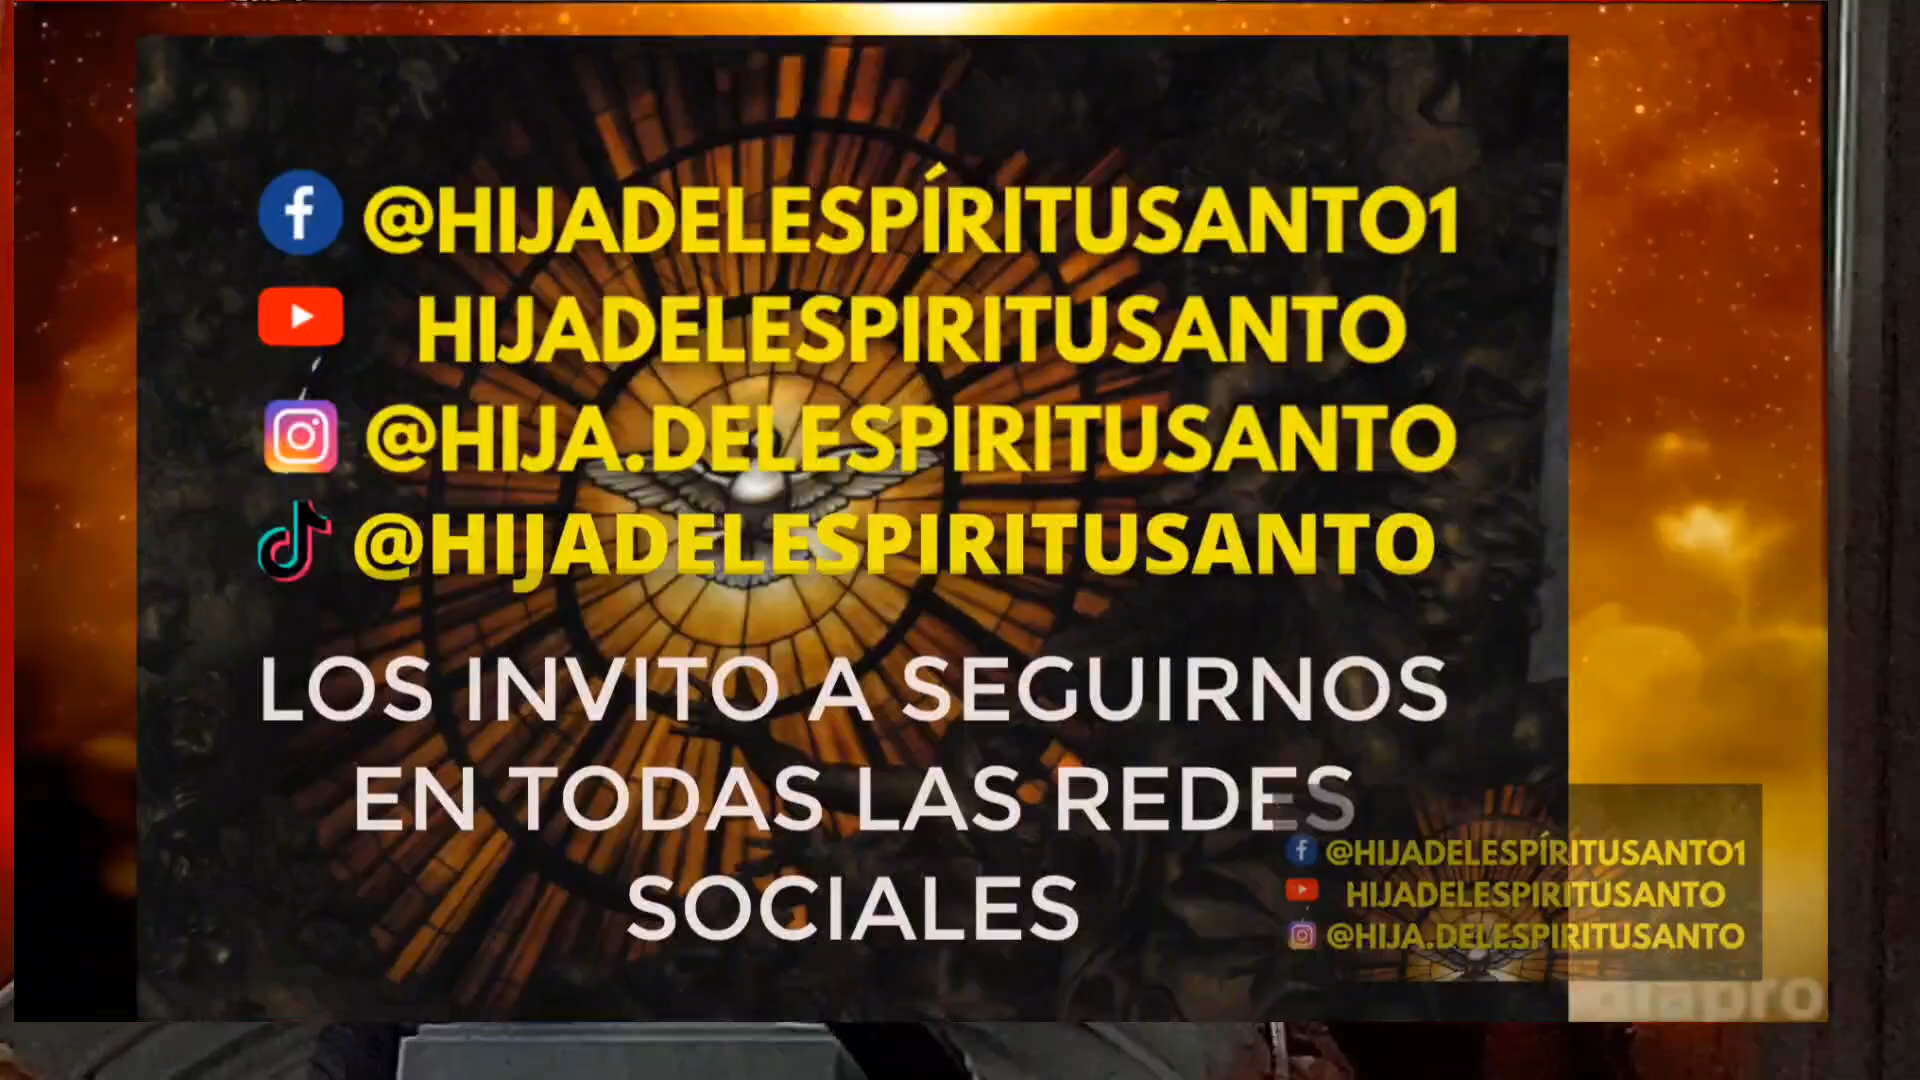 @HIJADELESPÍRITUSANTO1
HIJADELESPIRITUSANTO
@HIJA.DELESPIRITUSANTO
@HIJADELESPIRITUSANTO
LOS INVITO A SEGUIRNOS
EN TODAS LAS REDES
SOCIALES
@HIJADELESPÍRITUSANTO1
HIJADELESPIRITUSANTO
@HIJA.DELESPIRITUSANTO